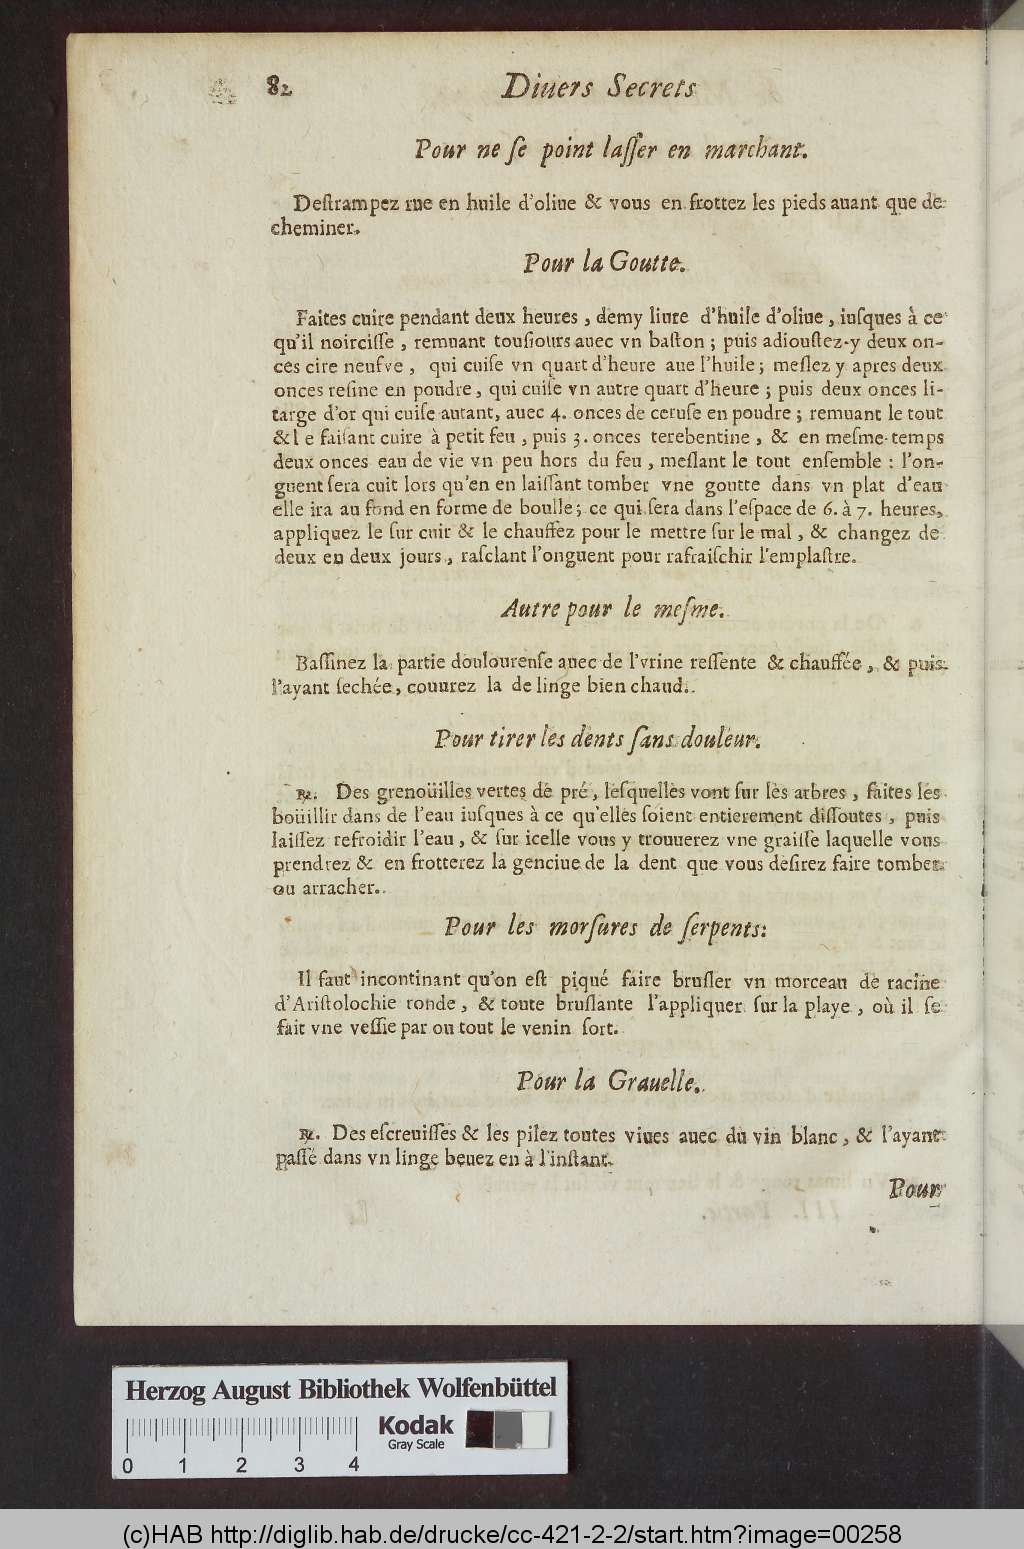 82 Diuers Secrets
Pour ne ſe point laſſer en marchant.
Deſtrampez rue en huile d'oliue & vous en frottez les pieds auant que de
cheminer.
Pour la Goutte.
Faites cuire pendant deux heures, demy liure d'huile d'oliue, iuſques à ce
qu'il noirciſſe, remuant touſiours auec vn baſton; puis adiouſtez-y deux on-
ces cire neufve, qui cuiſe vn quart d'heure aue l'huile; meſlez y apres deux
onces reſine en poudre, qui cuiſe vn autre quart d'heure; puis deux onces li-
targe d'or qui cuiſe autant, auec 4. onces de ceruſe en poudre; remuant le tout
&l e faiſant cuire à petit feu, puis 3. onces terebentine, & en meſme-temps
deux onces eau de vie vn peu hors du feu, meſlant le tout enſemble: l'on-
guent ſera cuit lors qu'en en laiſſant tomber vne goutte dans vn plat d'eau
elle ira au fond en forme de boulle; ce qui ſera dans l'eſpace de 6. à 7. heures,
appliquez le ſur cuir & le chauffez pour le mettre ſur le mal, & changez de
deux en deux jours, raſclant l'onguent pour rafraiſchir l'emplaſtre.
Autre pour le meſme.
Baſſinez la partie douloureuſe auec de l'vrine reſſente & chauffée, & puis
l'ayant ſechée, couurez la de linge bien chaud.
Pour tirer les dents ſans douleur.
℞. Des grenoüilles vertes de pré, leſquelles vont ſur les arbres, faites les
boüillir dans de l'eau iuſques à ce qu'elles ſoient entierement diſſoutes, puis
laiſſez refroidir l'eau, & ſur icelle vous y trouuerez vne graiſſe laquelle vous
prendrez & en frotterez la genciue de la dent que vous deſirez faire tomber
ou arracher.
Pour les morſures de ſerpents:
Il faut incontinant qu'on eſt piqué faire bruſler vn morceau de racine
d'Ariſtolochie ronde, & toute bruſlante l'appliquer ſur la playe, où il ſe
fait vne veſſie par ou tout le venin ſort.
Pour la Grauelle.
℞. Des eſcreuiſſes & les pilez toutes viues auec du vin blanc, & l'ayant
paſſé dans vn linge beuez en à l'inſtant.
Pour
Herzog August Bibliothek Wolfenbüttel
Kodak
Gray Scale
0 1 2 3 4
(c)HAB http://diglib.hab.de/drucke/cc-421-2-2/start.htm?image=00258